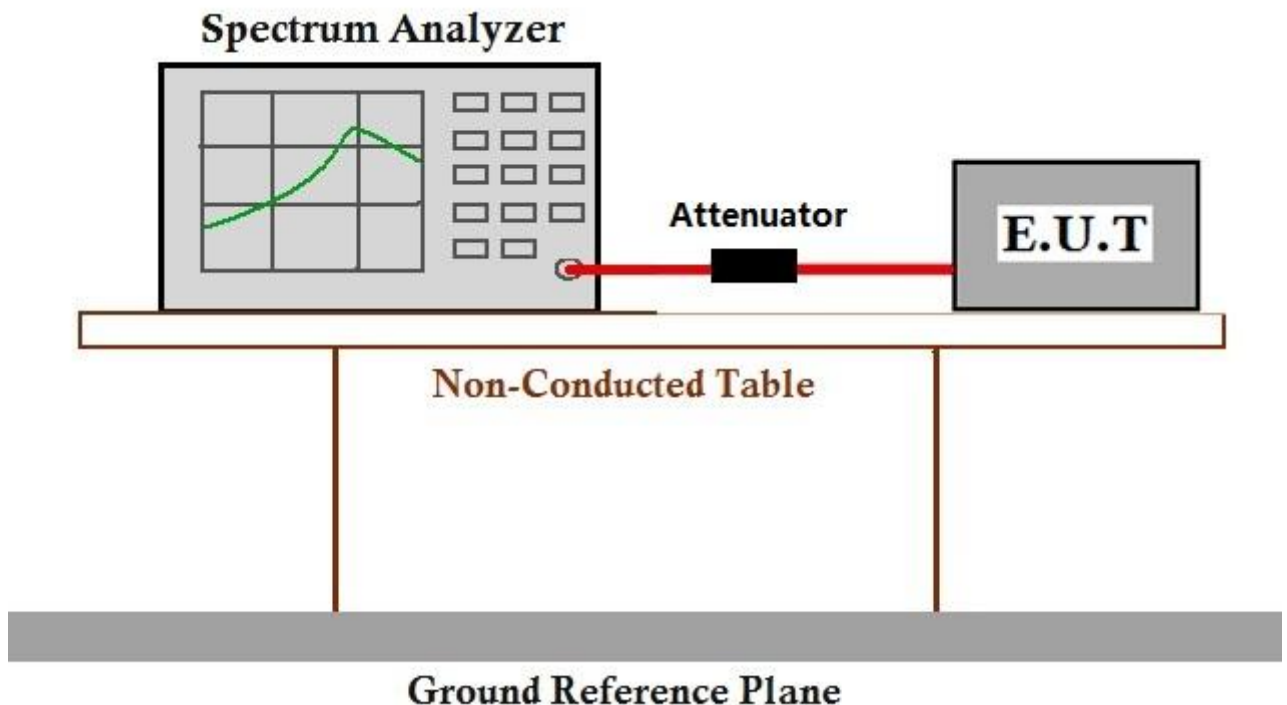 Spectrum Analyzer
Attenuator
E.U.T
Non-Conducted Table
Ground Reference Plane